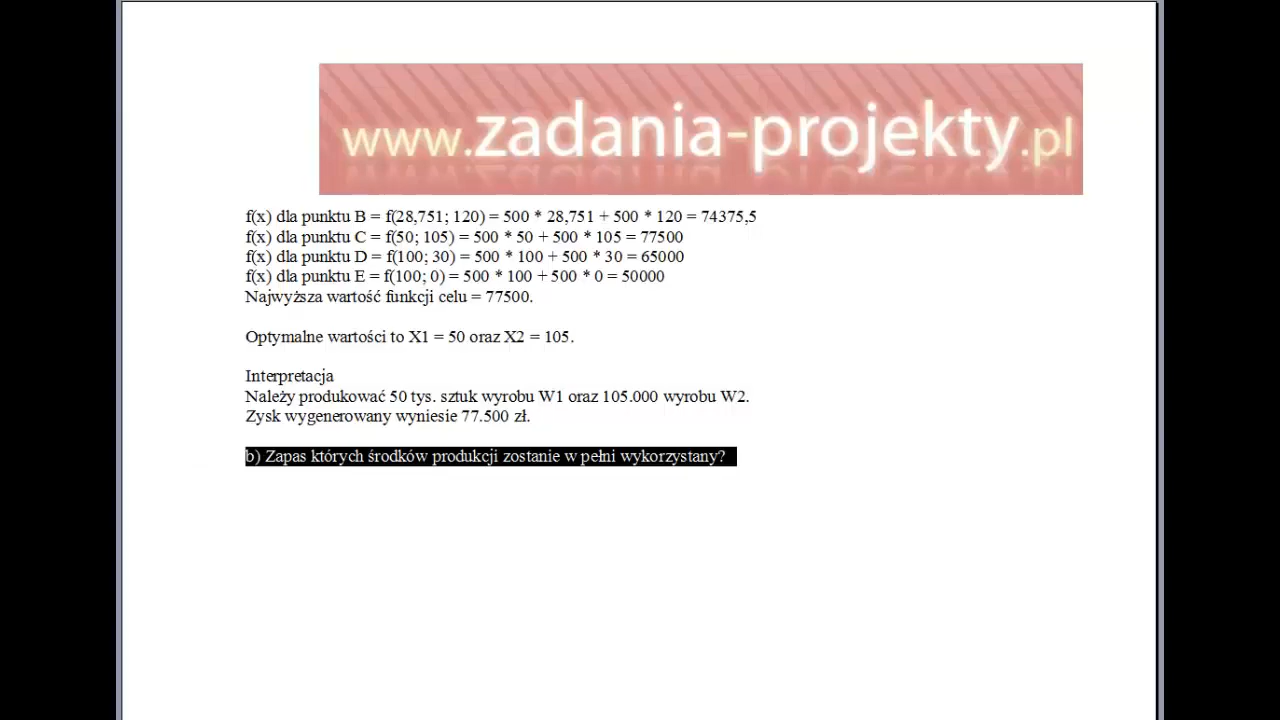 www.zadania-projekty.pl
f(x) dla punktu B = f(28,751; 120) = 500 * 28,751 + 500 * 120 = 74375,5
f(x) dla punktu C = f(50; 105) = 500 * 50 + 500 * 105 = 77500
f(x) dla punktu D = f(100; 30) = 500 * 100 + 500 * 30 = 65000
f(x) dla punktu E = f(100; 0) = 500 * 100 + 500 * 0 = 50000
Najwyższa wartość funkcji celu = 77500.
Optymalne wartości to X1 = 50 oraz X2 = 105.
Interpretacja
Należy produkować 50 tys. sztuk wyrobu W1 oraz 105.000 wyrobu W2.
Zysk wygenerowany wyniesie 77.500 zł.
b) Zapas których środków produkcji zostanie w pełni wykorzystany?